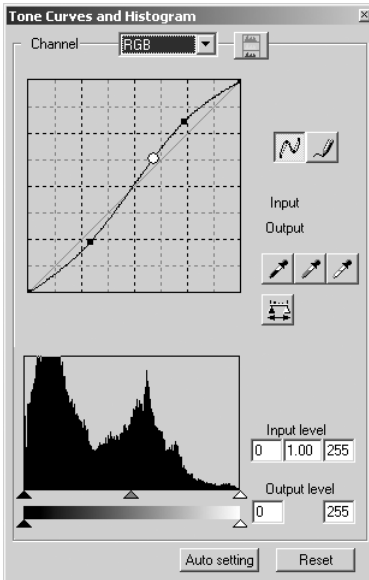 Tone Curves and Histogram
Channel RGB
Input
Output
Input level
0 1.00 255
Output level
0 255
Auto setting Reset